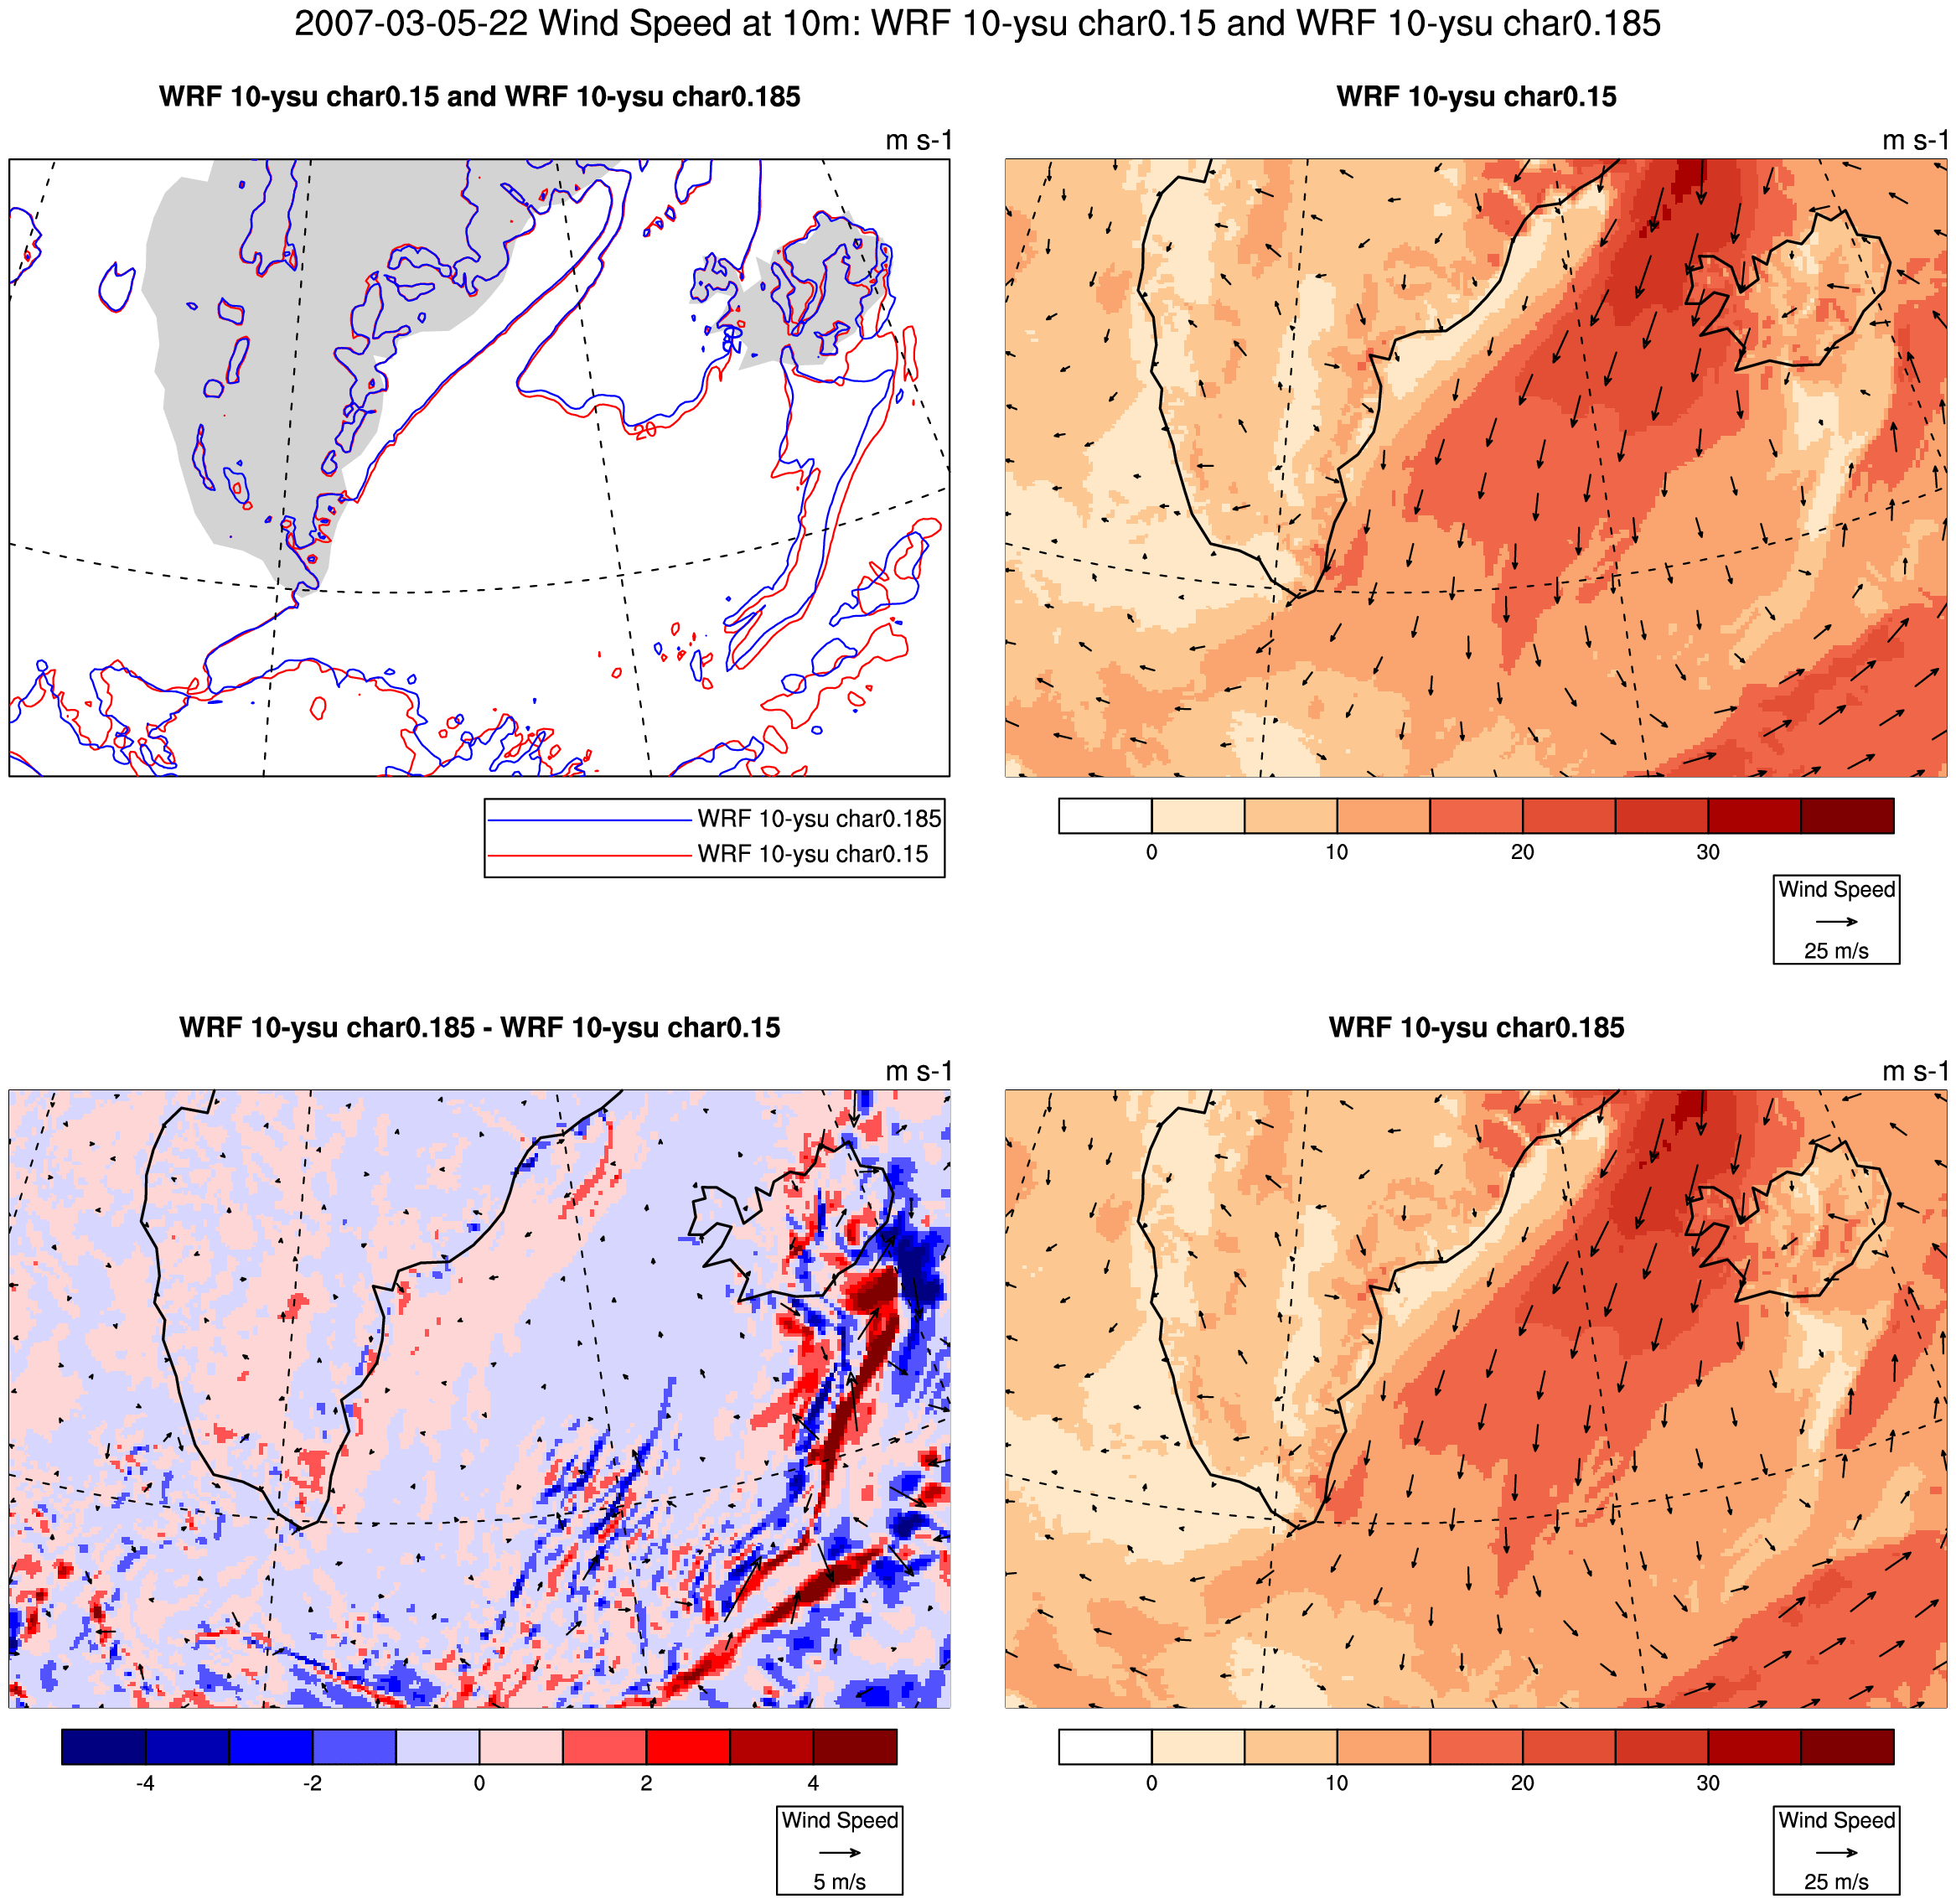 2007-03-05-22 Wind Speed at 10m: WRF 10-ysu char0.15 and WRF 10-ysu char0.185
WRF 10-ysu char0.15 and WRF 10-ysu char0.185
m s-1
20
WRF 10-ysu char0.185
WRF 10-ysu char0.15
WRF 10-ysu char0.15
m s-1
0 10 20 30
Wind Speed
25 m/s
WRF 10-ysu char0.185 - WRF 10-ysu char0.15
m s-1
-4 -2 0 2 4
Wind Speed
5 m/s
WRF 10-ysu char0.185
m s-1
0 10 20 30
Wind Speed
25 m/s